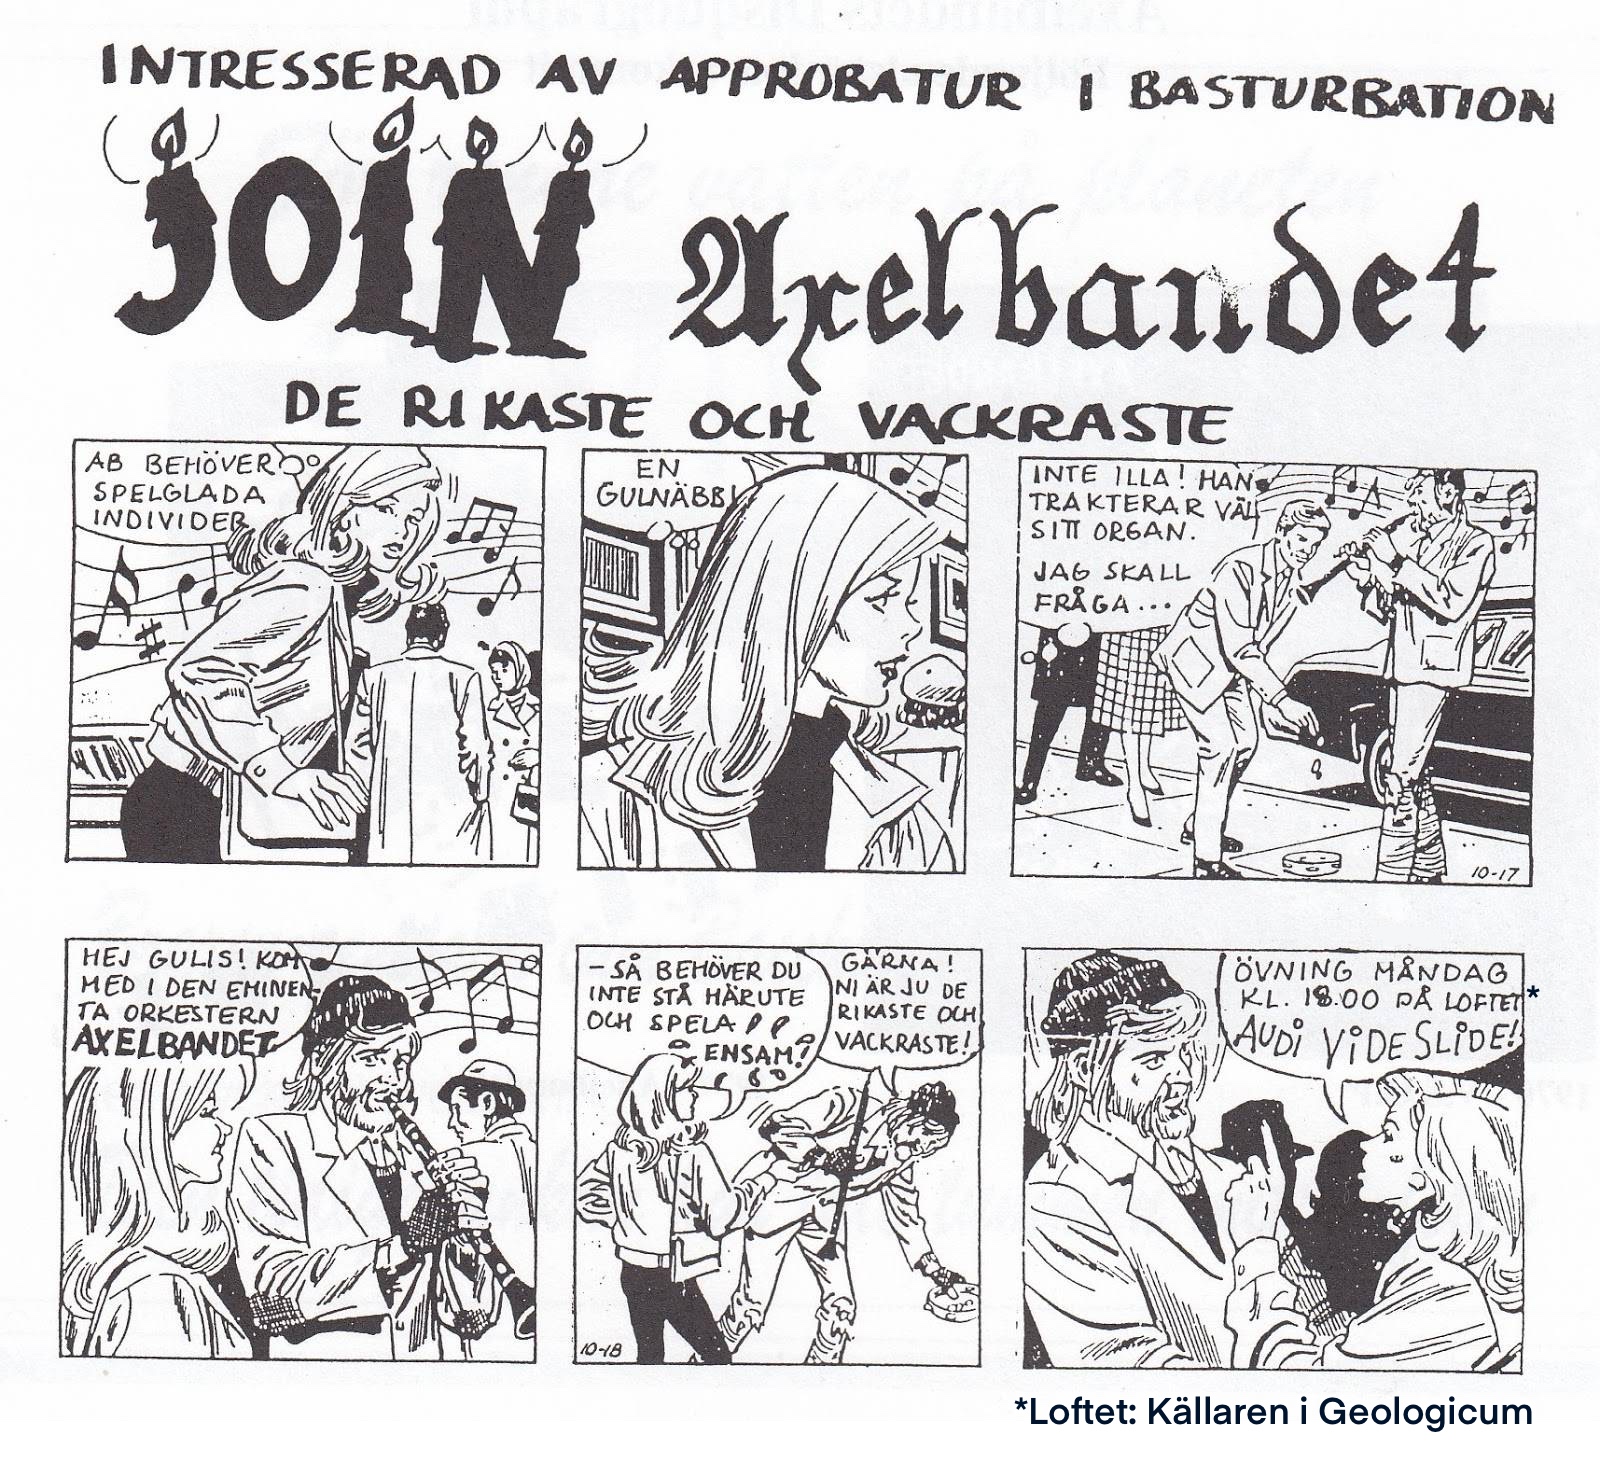 INTRESSERAD AV APPROBATUR I BASTURBATION
JOIN Axelbandet
DE RIKASTE OCH VACKRASTE
AB BEHÖVER
SPELGLADA
INDIVIDER
EN
GULNÄBB!
INTE ILLA! HAN
TRAKTERAR VÄL
SITT ORGAN.
JAG SKALL
FRÅGA...
10-17
HEJ GULIS! KOM
MED I DEN EMINEN-
TA ORKESTERN
AXELBANDET
- SÅ BEHÖVER DU
INTE STÅ HÄRUTE
OCH SPELA
ENSAM!
GÄRNA!
NI ÄR JU DE
RIKASTE OCH
VACKRASTE!
10-18
ÖVNING MÅNDAG
KL. 18.00 PÅ LOFTET*
AUDI VIDE SLIDE!
*Loftet: Källaren i Geologicum